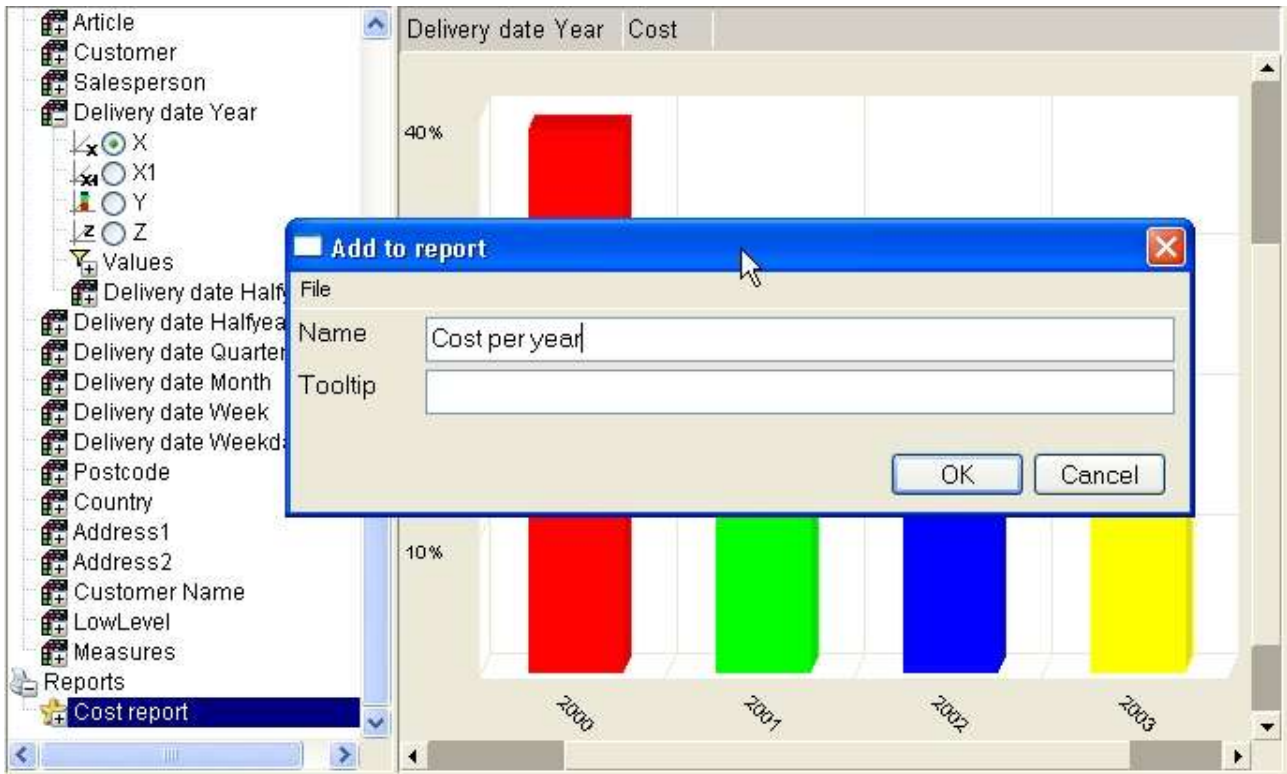 Article
Customer
Salesperson
Delivery date Year
X
X1
Y
Z
Values
Delivery date Halfy
Delivery date Halfyea
Delivery date Quarter
Delivery date Month
Delivery date Week
Delivery date Weekda
Postcode
Country
Address1
Address2
Customer Name
LowLevel
Measures
Reports
Cost report
Delivery date Year Cost
40%
Add to report
File
Name Cost per year
Tooltip
OK Cancel
10%
2000 2001 2002 2003